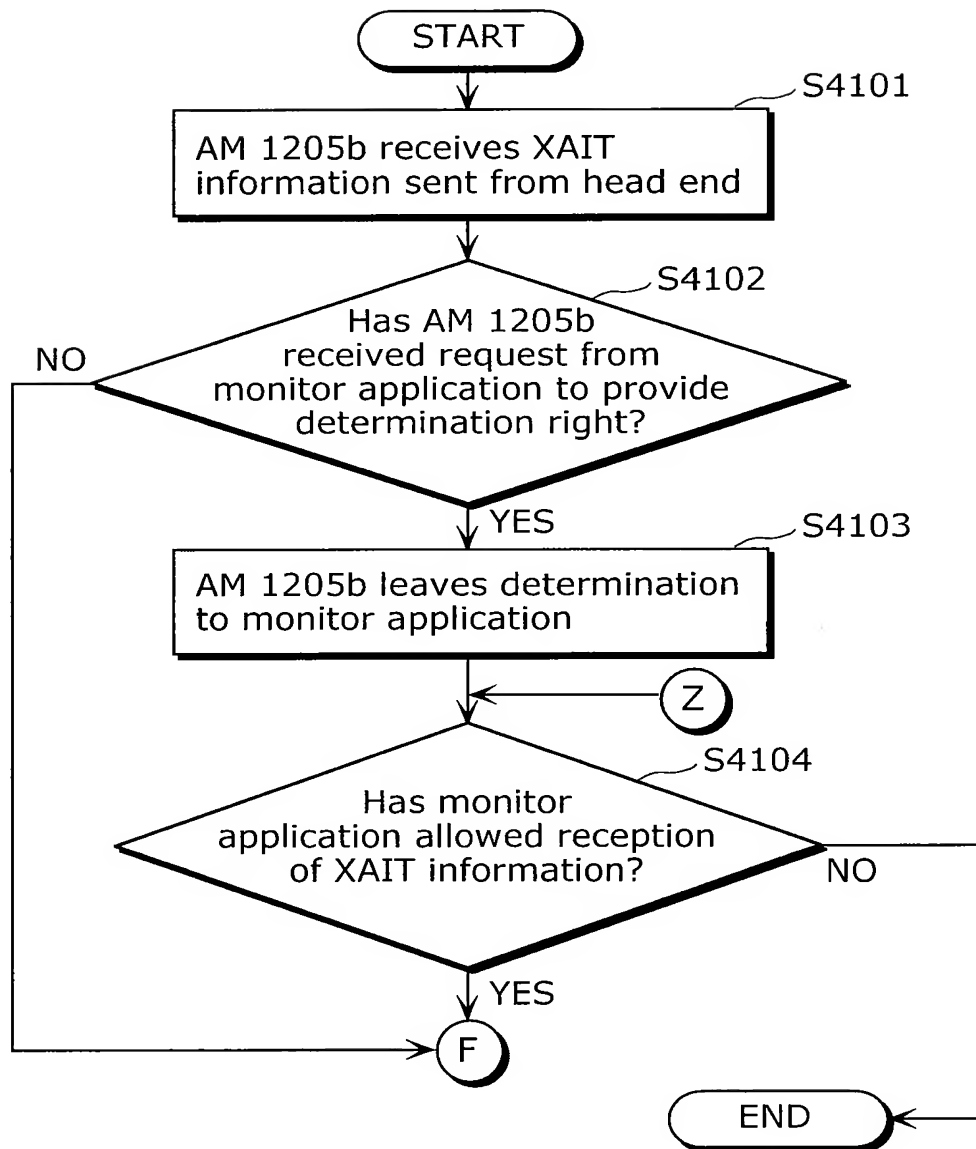 START
S4101
AM 1205b receives XAIT
information sent from head end
S4102
Has AM 1205b
received request from
monitor application to provide
determination right?
NO
YES
S4103
AM 1205b leaves determination
to monitor application
Z
S4104
Has monitor
application allowed reception
of XAIT information?
NO
YES
F
END